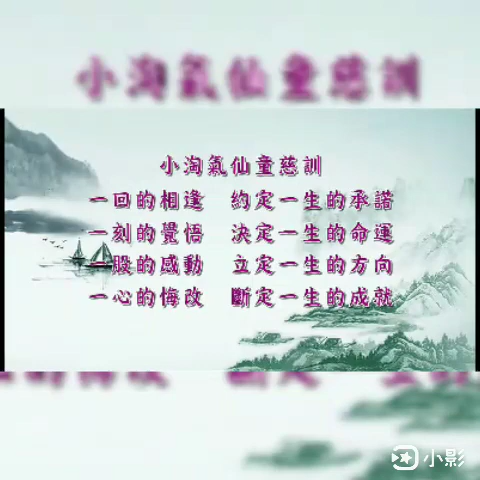 小淘氣仙童慈訓
小淘氣仙童慈訓
一回的相逢 約定一生的承諾
一刻的覺悟 決定一生的命運
一股的感動 立定一生的方向
一心的悔改 斷定一生的成就
小影